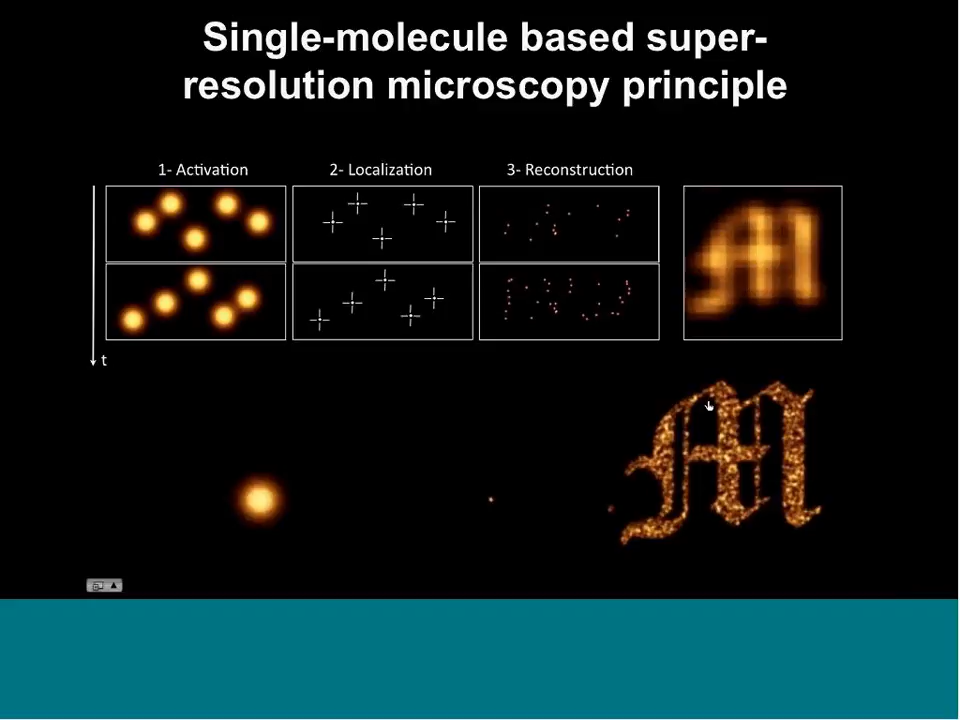 Single-molecule based super-
resolution microscopy principle
1- Activation
2- Localization
3- Reconstruction
t
M